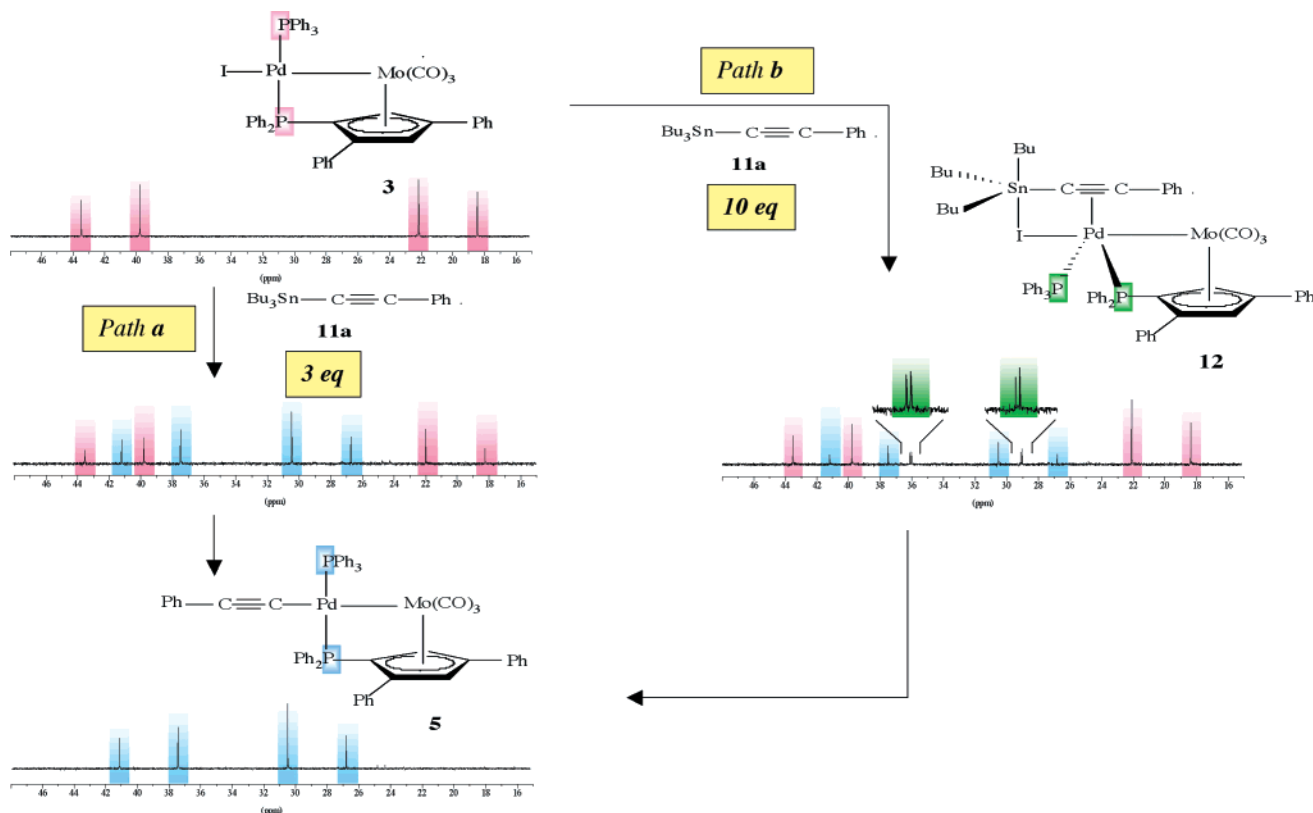 PPh3
I Pd Mo(CO)3
Ph2P Ph
Ph
3
46 44 42 40 38 36 34 32 30 28 26 24 22 20 18 16
(ppm)
Path a
Bu3Sn C C Ph .
11a
3 eq
46 44 42 40 38 36 34 32 30 28 26 24 22 20 18 16
(ppm)
PPh3
Ph C C Pd Mo(CO)3
Ph2P Ph
Ph
5
46 44 42 40 38 36 34 32 30 28 26 24 22 20 18 16
(ppm)
Path b
Bu3Sn C C Ph .
11a
10 eq
Bu
Bu
Sn C C Ph .
Bu
I Pd Mo(CO)3
Ph3P Ph2P Ph
Ph
12
46 44 42 40 38 36 34 32 30 28 26 24 22 20 18 16
(ppm)